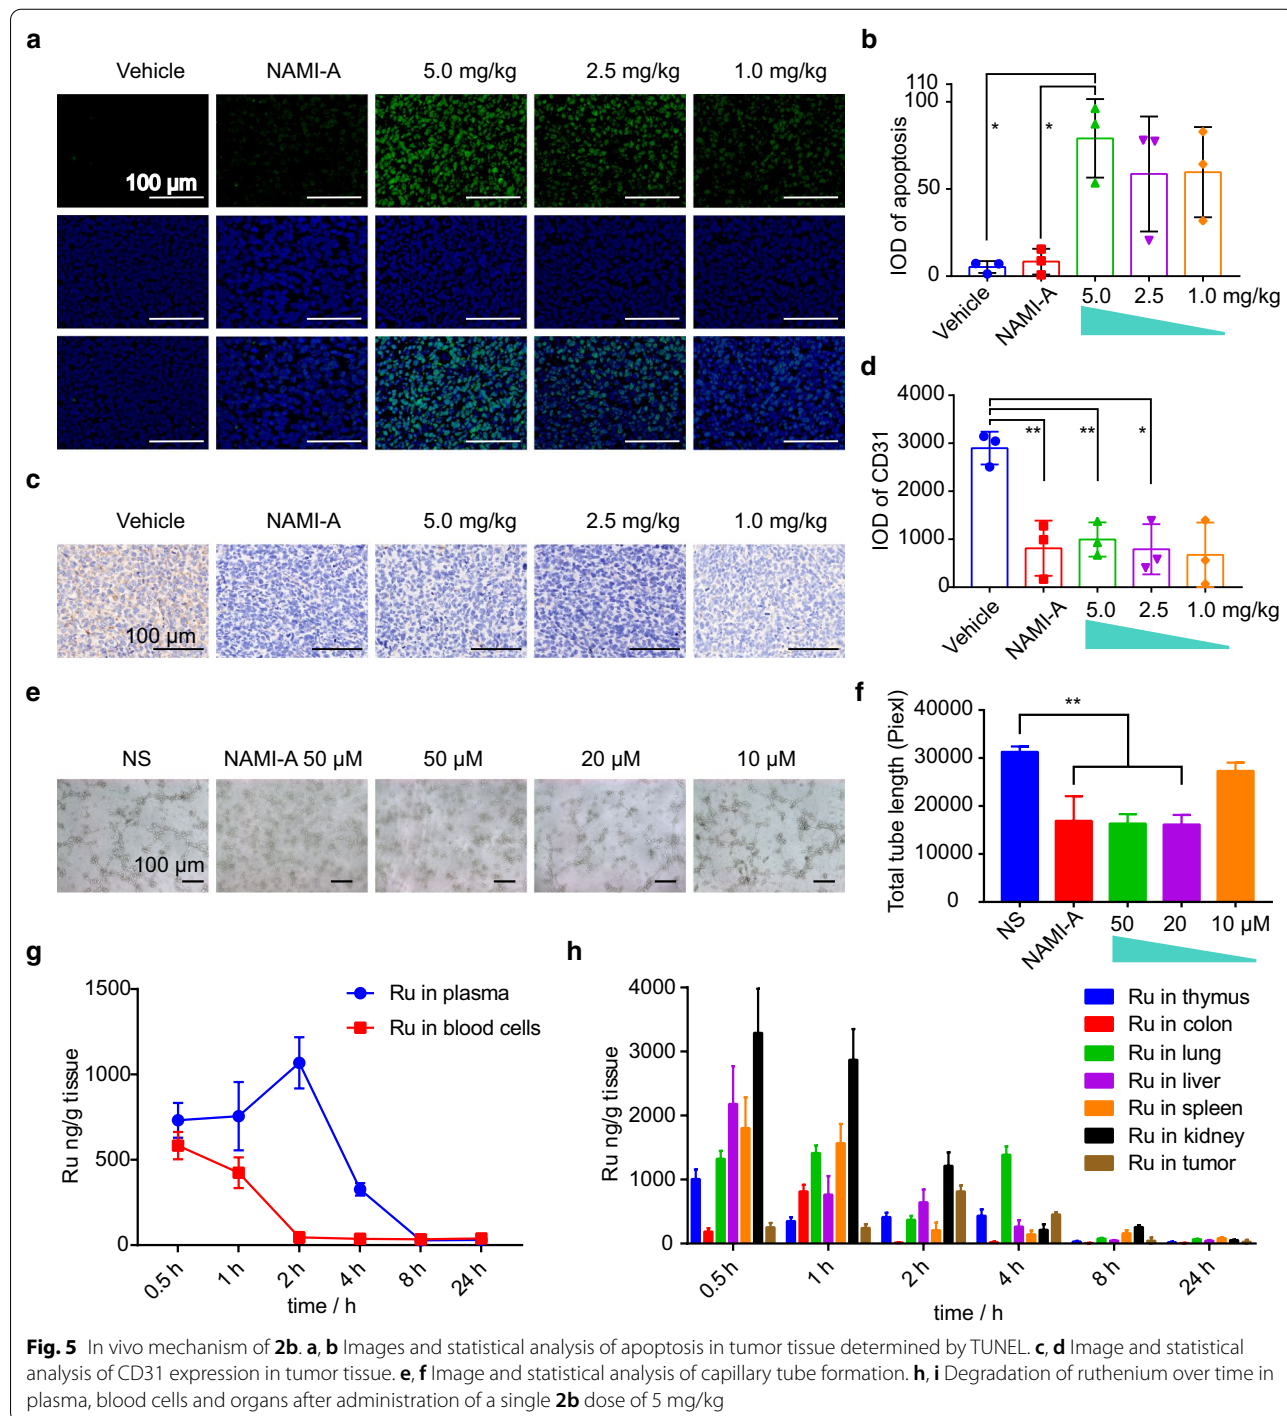 a
Vehicle NAMI-A 5.0 mg/kg 2.5 mg/kg 1.0 mg/kg
100 µm
b
IOD of apoptosis
110
100
50
0
* *
Vehicle NAMI-A 5.0 2.5 1.0 mg/kg
c
Vehicle NAMI-A 5.0 mg/kg 2.5 mg/kg 1.0 mg/kg
100 µm
d
IOD of CD31
4000
3000
2000
1000
0
** ** *
Vehicle NAMI-A 5.0 2.5 1.0 mg/kg
e
NS NAMI-A 50 µM 50 µM 20 µM 10 µM
100 µm
f
Total tube length (Piexl)
40000
30000
20000
10000
0
**
NS NAMI-A 50 20 10 µM
g
Ru ng/g tissue
1500
1000
500
0
Ru in plasma
Ru in blood cells
0.5 h 1 h 2 h 4 h 8 h 24 h
time / h
h
Ru ng/g tissue
4000
3000
2000
1000
0
Ru in thymus
Ru in colon
Ru in lung
Ru in liver
Ru in spleen
Ru in kidney
Ru in tumor
0.5 h 1 h 2 h 4 h 8 h 24 h
time / h
Fig. 5 In vivo mechanism of 2b. a, b Images and statistical analysis of apoptosis in tumor tissue determined by TUNEL. c, d Image and statistical
analysis of CD31 expression in tumor tissue. e, f Image and statistical analysis of capillary tube formation. h, i Degradation of ruthenium over time in
plasma, blood cells and organs after administration of a single 2b dose of 5 mg/kg